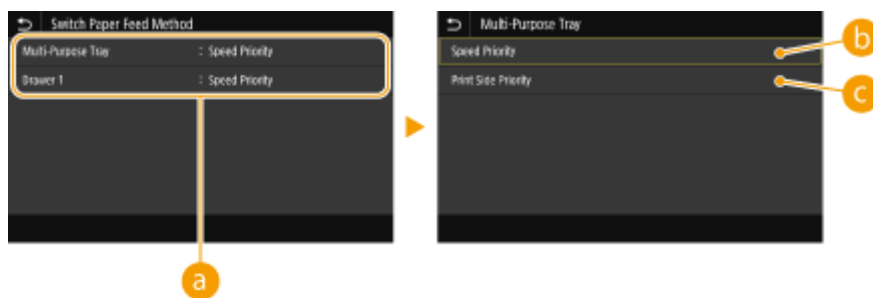 Switch Paper Feed Method
Multi-Purpose Tray : Speed Priority
Drawer 1 : Speed Priority
a
Multi-Purpose Tray
Speed Priority
Print Side Priority
b
c